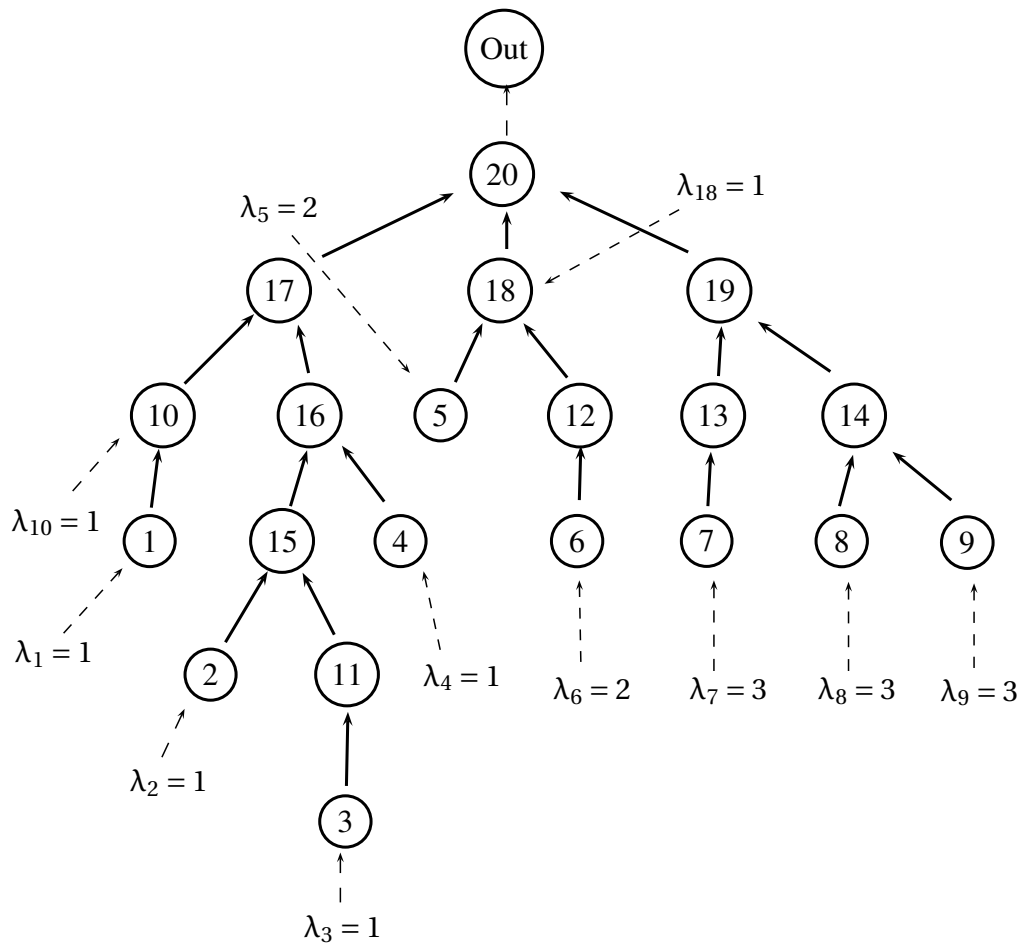 Out
20
λ₁₈ = 1
λ₅ = 2
17
18
19
10
16
5
12
13
14
λ₁₀ = 1
1
15
4
6
7
8
9
λ₁ = 1
2
11
λ₄ = 1
λ₆ = 2
λ₇ = 3
λ₈ = 3
λ₉ = 3
λ₂ = 1
3
λ₃ = 1